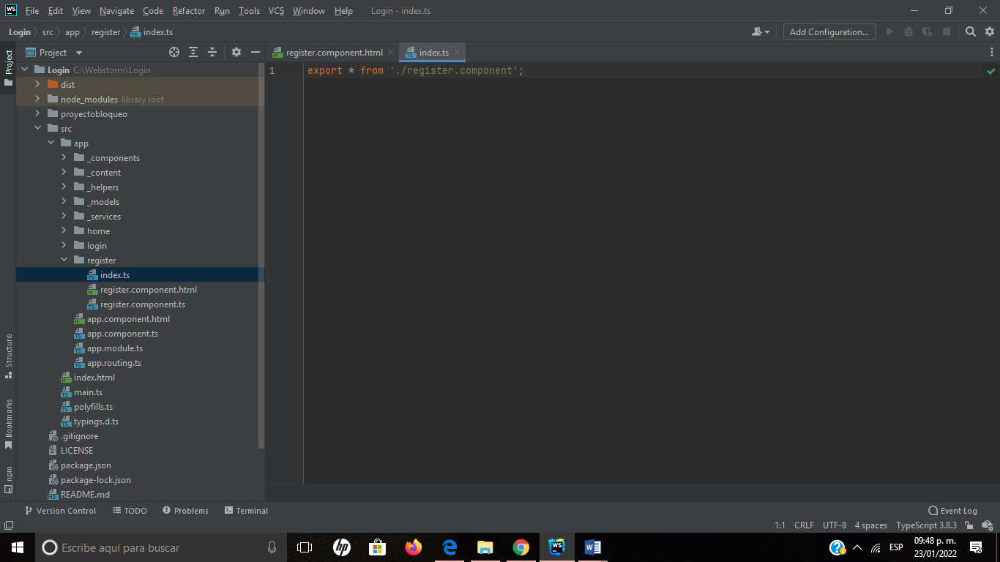 WS File Edit View Navigate Code Refactor Run Tools VCS Window Help Login - index.ts
Login src app register index.ts Add Configuration...
Project register.component.html index.ts
Project
1 export * from './register.component';
Login C:\Webstorm\Login
dist
node_modules library root
proyectobloqueo
src
app
_components
_content
_helpers
_models
_services
home
login
register
index.ts
register.component.html
register.component.ts
app.component.html
app.component.ts
app.module.ts
app.routing.ts
index.html
main.ts
polyfills.ts
typings.d.ts
.gitignore
LICENSE
package.json
package-lock.json
README.md
Structure
Bookmarks
npm
Version Control TODO Problems Terminal Event Log
1:1 CRLF UTF-8 4 spaces TypeScript 3.8.3
Escribe aquí para buscar hp WS W ESP 09:48 p. m.
23/01/2022